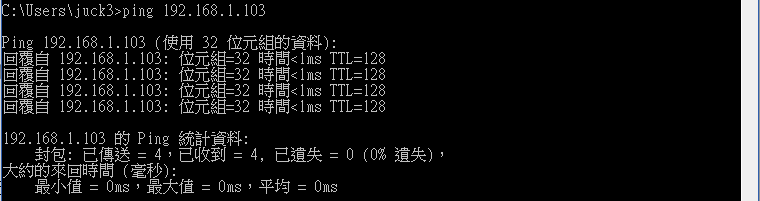 C:\Users\juck3>ping 192.168.1.103
Ping 192.168.1.103 (使用 32 位元組的資料):
回覆自 192.168.1.103: 位元組=32 時間<1ms TTL=128
回覆自 192.168.1.103: 位元組=32 時間<1ms TTL=128
回覆自 192.168.1.103: 位元組=32 時間<1ms TTL=128
回覆自 192.168.1.103: 位元組=32 時間<1ms TTL=128
192.168.1.103 的 Ping 統計資料:
封包: 已傳送 = 4，已收到 = 4, 已遺失 = 0 (0% 遺失)，
大約的來回時間 (毫秒):
最小值 = 0ms，最大值 = 0ms，平均 = 0ms